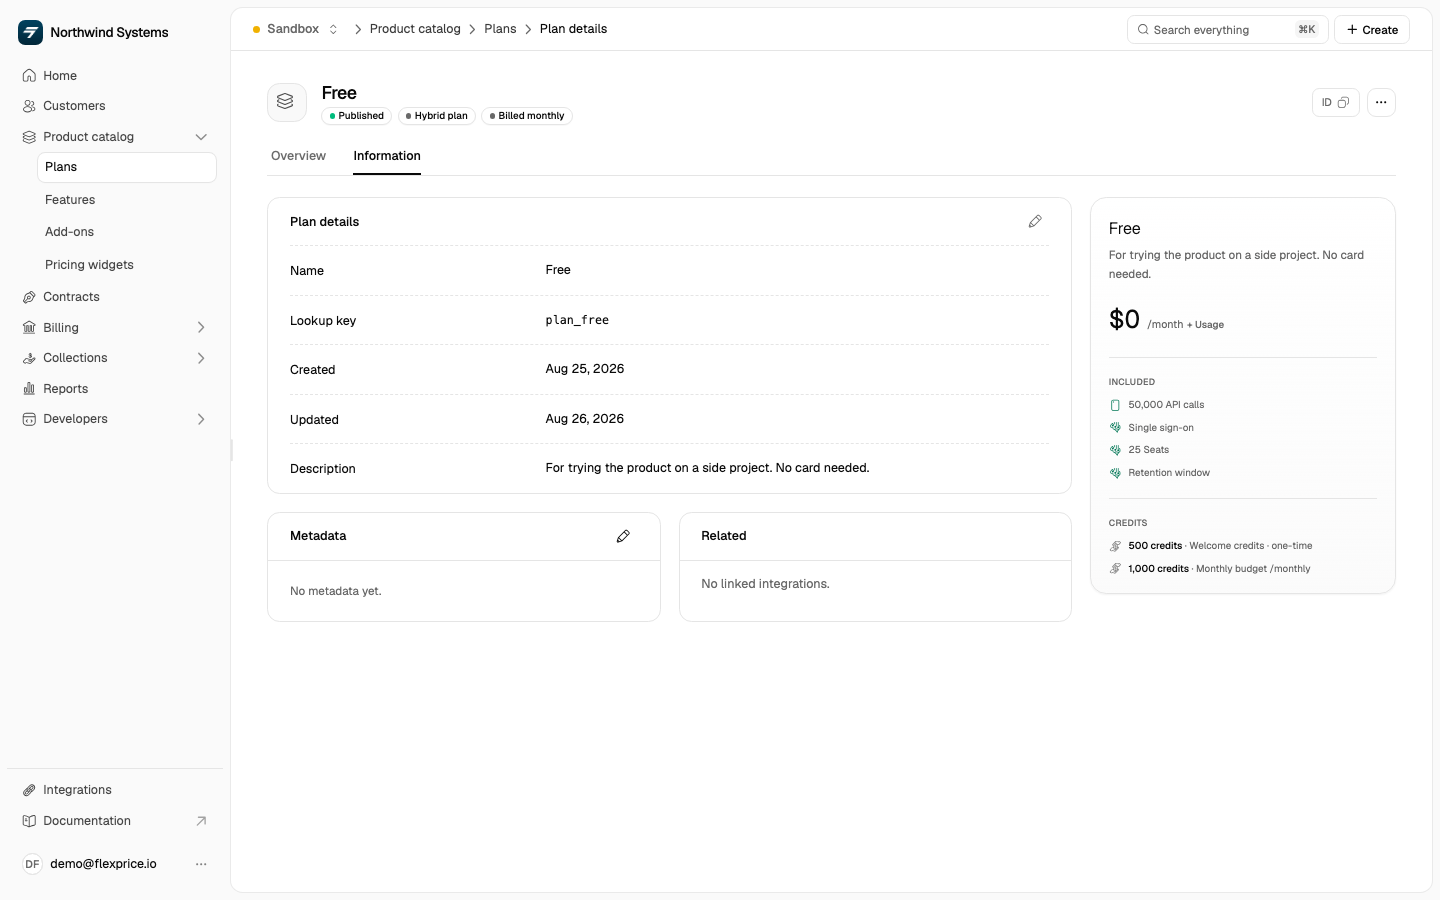 Northwind Systems
Home
Customers
Product catalog
Plans
Features
Add-ons
Pricing widgets
Contracts
Billing
Collections
Reports
Developers
Integrations
Documentation
DF demo@flexprice.io
Sandbox Product catalog Plans Plan details
Search everything ⌘K
Create
Free
Published Hybrid plan Billed monthly
ID
Overview Information
Plan details
Name Free
Lookup key plan_free
Created Aug 25, 2026
Updated Aug 26, 2026
Description For trying the product on a side project. No card needed.
Metadata
No metadata yet.
Related
No linked integrations.
Free
For trying the product on a side project. No card
needed.
$0 /month + Usage
INCLUDED
50,000 API calls
Single sign-on
25 Seats
Retention window
CREDITS
500 credits · Welcome credits · one-time
1,000 credits · Monthly budget /monthly